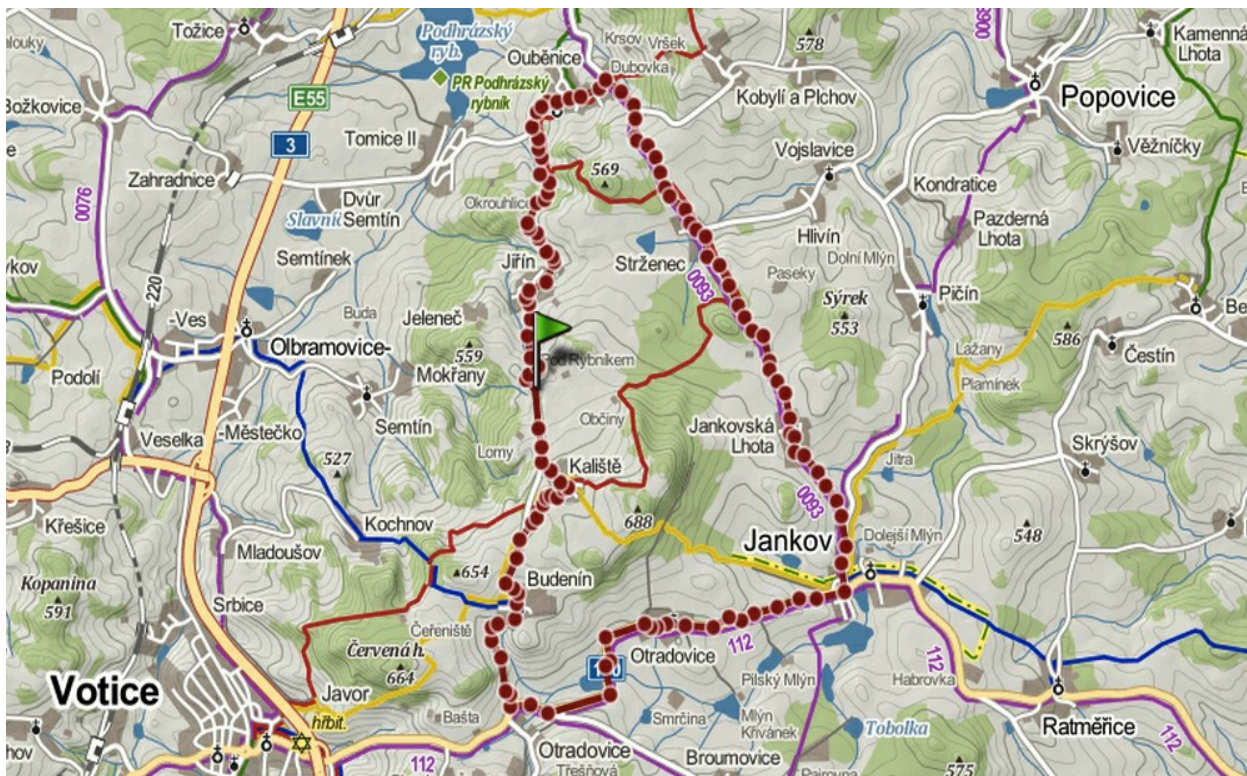 Tožice
Podhrázský
ryb.
Ouběnice
Krsov
Vršek
Dubovka
578
0068
Kamenná
Lhota
Božkovice
E55
PR Podhrázský
rybník
Kobylí a Plchov
Popovice
3
Tomice II
Vojslavice
Věžníčky
Zahradnice
569
Kondratice
0076
Dvůr
Semtín
Okrouhlice
Pazderná
Lhota
Hlivín
Semtínek
Jiřín
Strženec
Dolní Mlýn
220
Paseky
Pičín
0093
Sýrek
553
-Ves
Buda
Jeleneč
586
Olbramovice-
559
Čestín
Podolí
Mokřany
Pod Rybníkem
Lažany
Plamínek
Semtín
Občiny
Jankovská
Lhota
Veselka
-Městečko
Lomy
Skrýšov
527
Kaliště
Jitra
0093
Křešice
Kochnov
688
548
Mladoušov
Jankov
Dolejší Mlýn
Kopanina
591
654
Budenín
Srbice
Čeřeniště
Červená h.
664
Otradovice
112
112
Votice
Javor
Pilský Mlýn
Habrovka
hřbit.
Bašta
Smrčina
Mlýn
Křivánek
Tobolka
Ratměřice
Otradovice
Broumovice
112
112
Třešňová
575